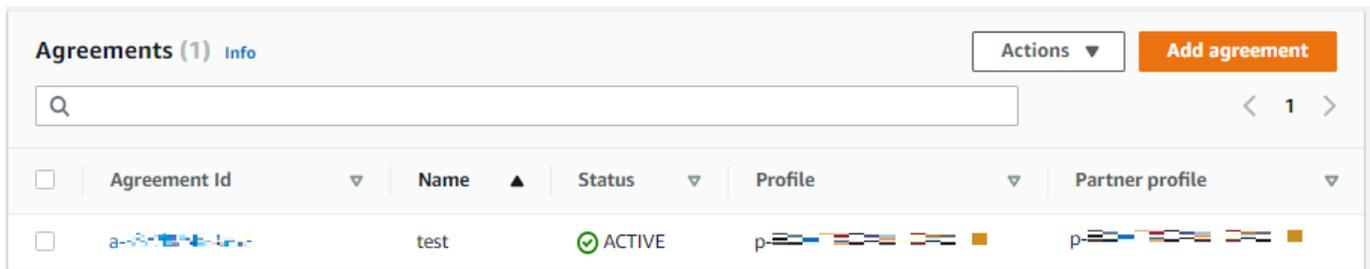 Agreements (1) Info
Actions Add agreement
1
Agreement Id Name Status Profile Partner profile
test ACTIVE